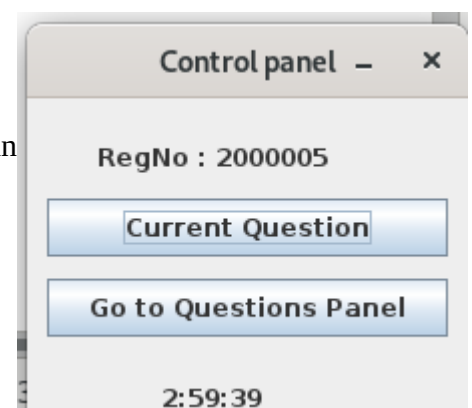 Control panel
RegNo : 2000005
Current Question
Go to Questions Panel
2:59:39